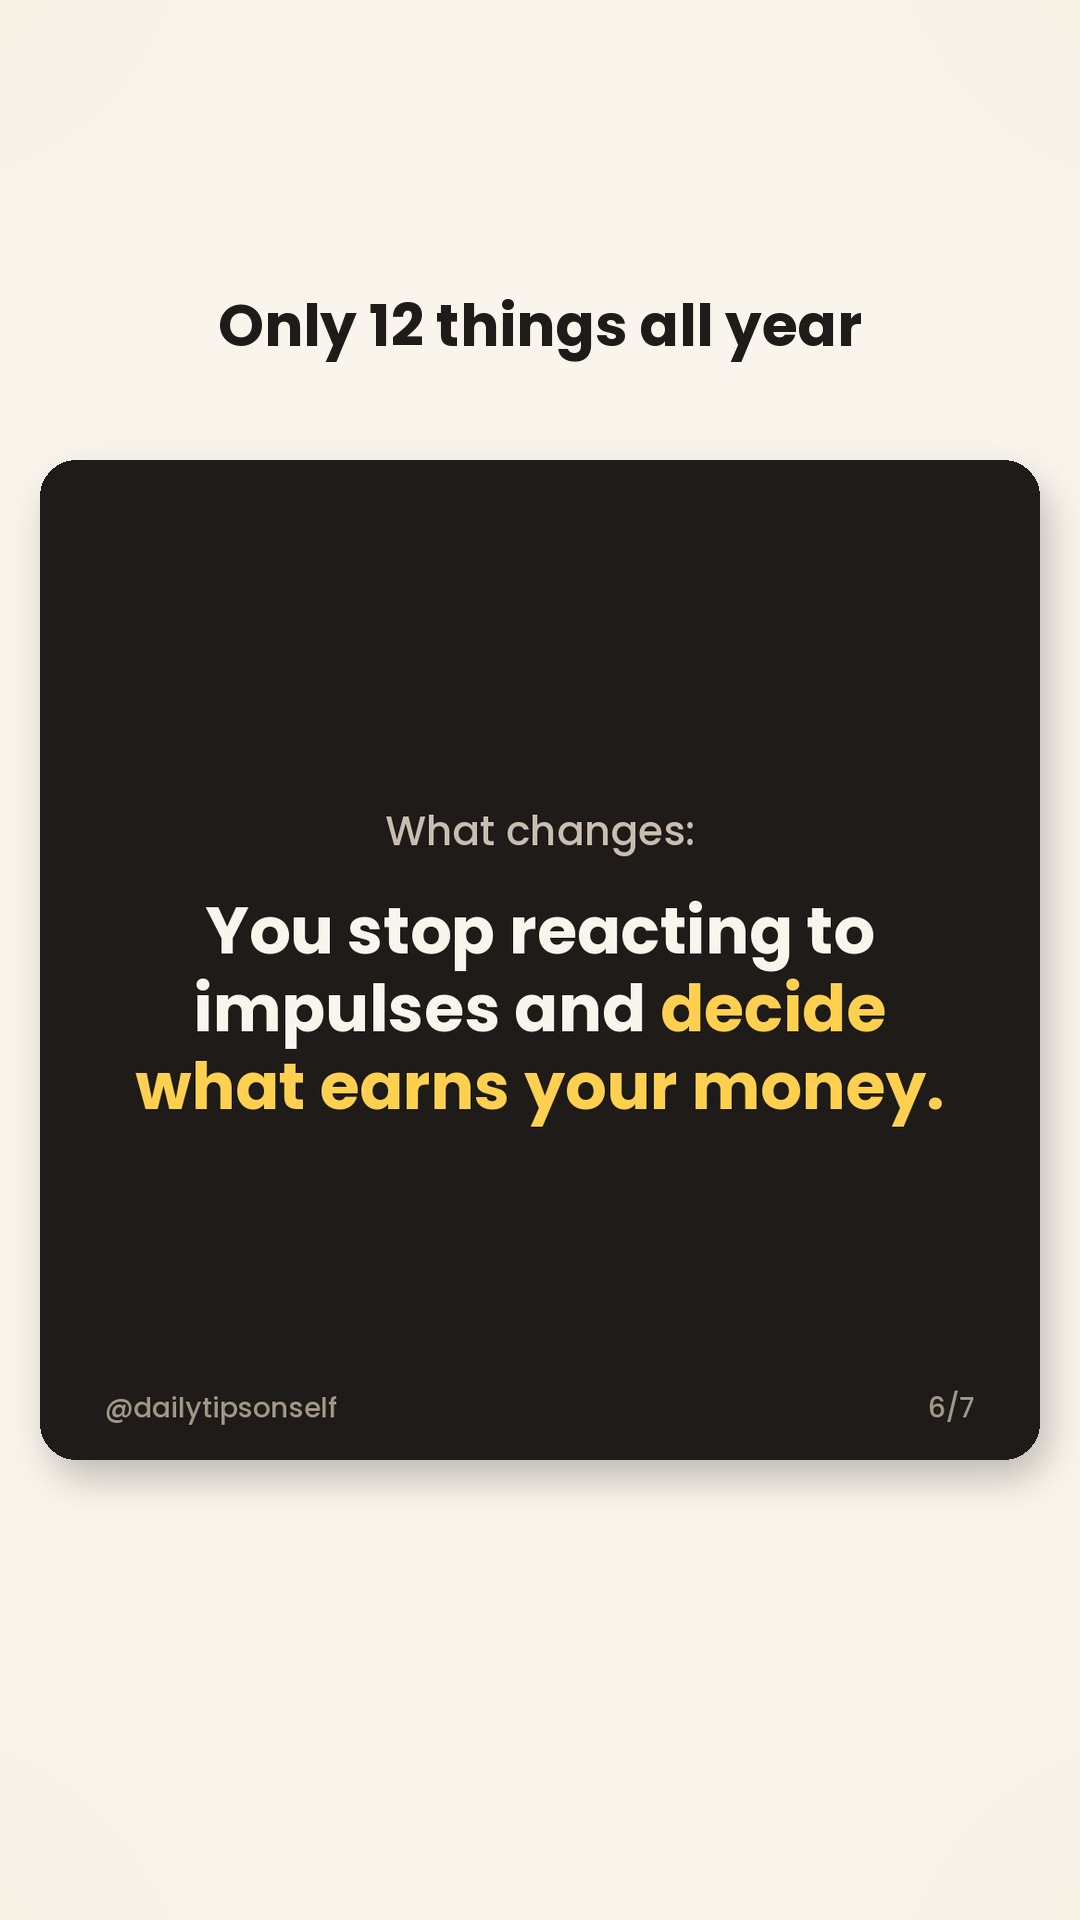 Only 12 things all year
What changes:
You stop reacting to
impulses and decide
what earns your money.
@dailytipsonself
6/7